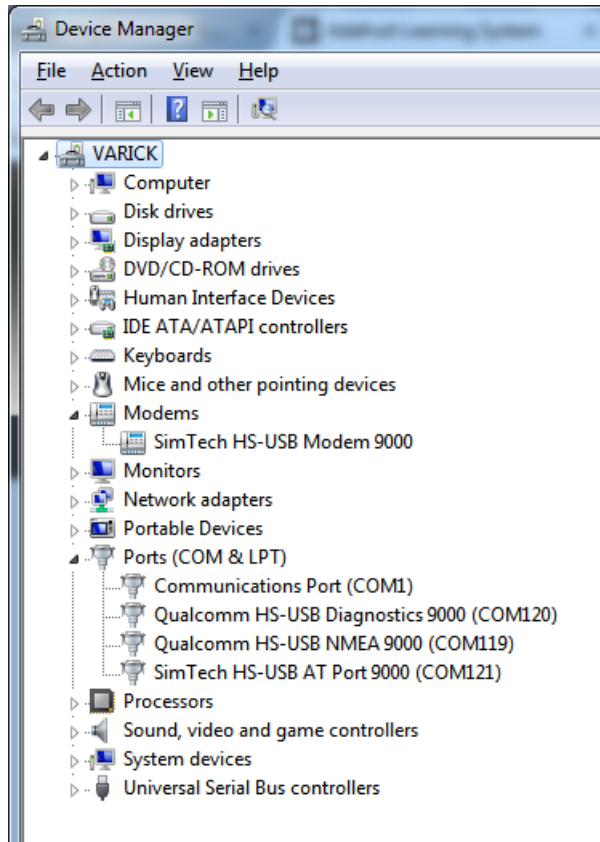 Device Manager
Adafruit Learning System
File Action View Help
VARICK
Computer
Disk drives
Display adapters
DVD/CD-ROM drives
Human Interface Devices
IDE ATA/ATAPI controllers
Keyboards
Mice and other pointing devices
Modems
SimTech HS-USB Modem 9000
Monitors
Network adapters
Portable Devices
Ports (COM & LPT)
Communications Port (COM1)
Qualcomm HS-USB Diagnostics 9000 (COM120)
Qualcomm HS-USB NMEA 9000 (COM119)
SimTech HS-USB AT Port 9000 (COM121)
Processors
Sound, video and game controllers
System devices
Universal Serial Bus controllers